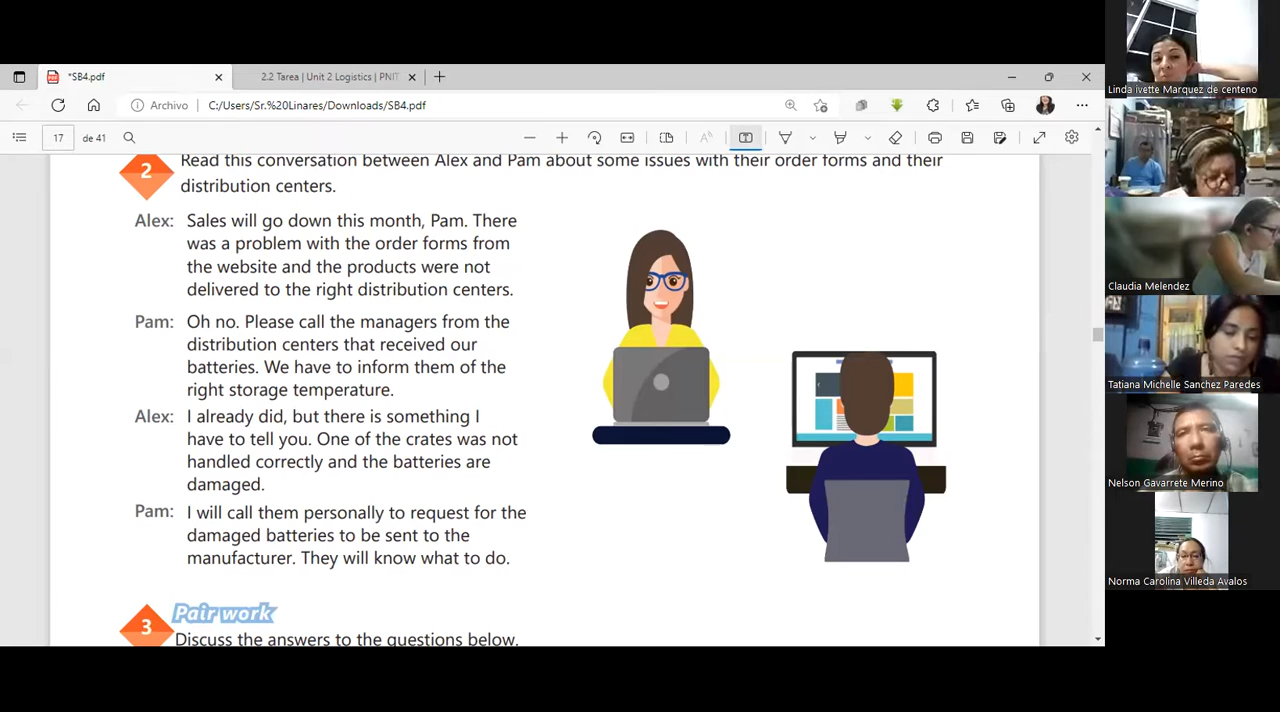 *SB4.pdf
2.2 Tarea | Unit 2 Logistics | PNIT
Archivo
C:/Users/Sr.%20Linares/Downloads/SB4.pdf
17
de 41
2
Read this conversation between Alex and Pam about some issues with their order forms and their
distribution centers.
Alex: Sales will go down this month, Pam. There
was a problem with the order forms from
the website and the products were not
delivered to the right distribution centers.
Pam: Oh no. Please call the managers from the
distribution centers that received our
batteries. We have to inform them of the
right storage temperature.
Alex: I already did, but there is something I
have to tell you. One of the crates was not
handled correctly and the batteries are
damaged.
Pam: I will call them personally to request for the
damaged batteries to be sent to the
manufacturer. They will know what to do.
Pair work
3
Discuss the answers to the questions below.
Linda ivette Marquez de centeno
Claudia Melendez
Tatiana Michelle Sanchez Paredes
Nelson Gavarrete Merino
Norma Carolina Villeda Avalos